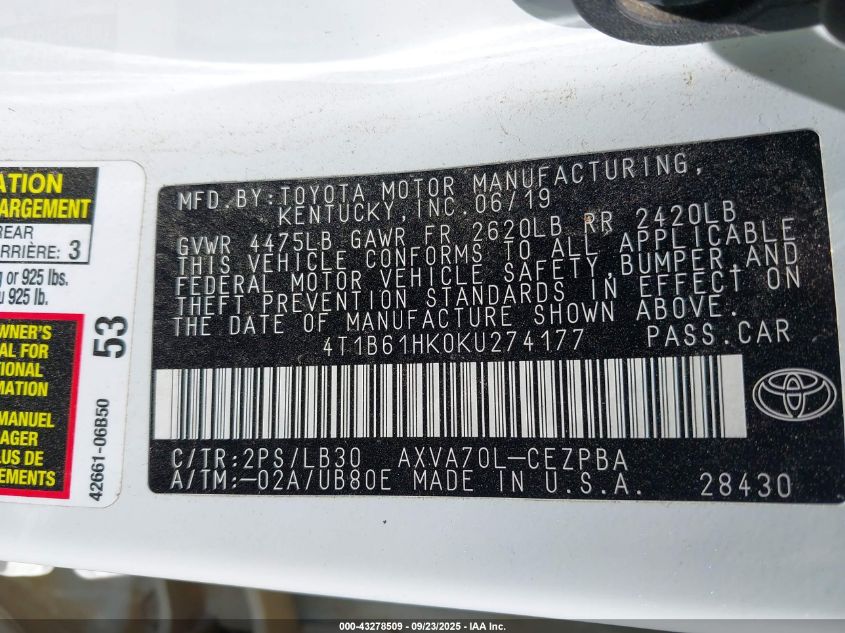 ATION
ARGEMENT
REAR
ARRIÈRE: 3
g or 925 lbs.
u 925 lb.
WNER'S
AL FOR
TIONAL
RMATION
MANUEL
AGER
LUS DE
EMENTS
53
42661-06B50
MFD. BY: TOYOTA MOTOR MANUFACTURING,
KENTUCKY, INC. 06/19
GVWR 4475LB GAWR FR 2620LB RR 2420LB
THIS VEHICLE CONFORMS TO ALL APPLICABLE
FEDERAL MOTOR VEHICLE SAFETY, BUMPER AND
THEFT PREVENTION STANDARDS IN EFFECT ON
THE DATE OF MANUFACTURE SHOWN ABOVE.
4T1B61HK0KU274177 PASS. CAR
C/TR: 2PS/LB30 AXVA70L-CEZPBA
A/TM:-02A/UB80E MADE IN U.S.A. 28430
000-43278509 - 09/23/2025 - IAA Inc.